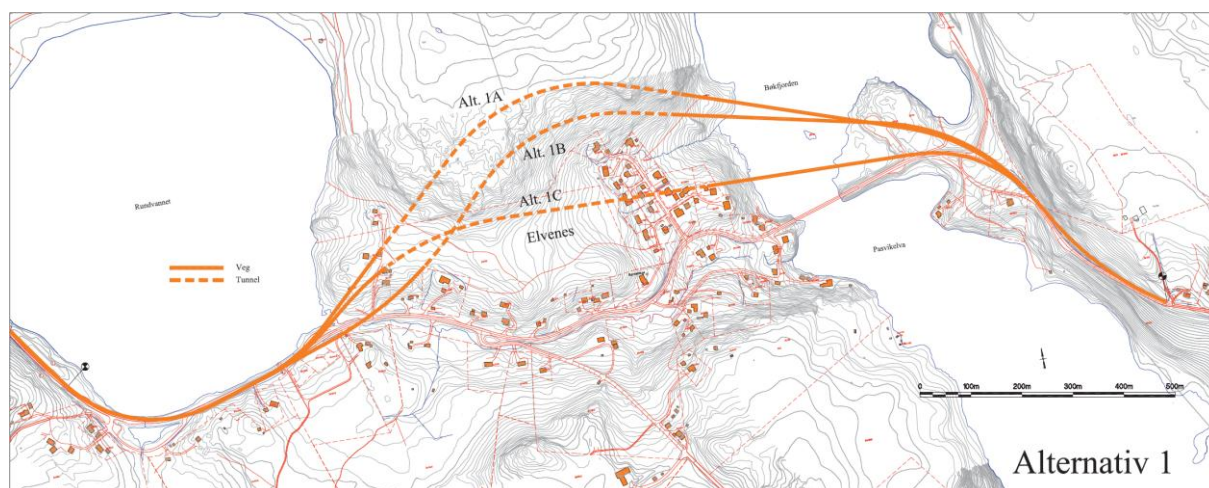 Alt. 1A
Bøkfjorden
Alt. 1B
Alt. 1C
Rundvannet
Elvenes
Pasvikelva
Veg
Tunnel
0 100m 200m 300m 400m 500m
Alternativ 1